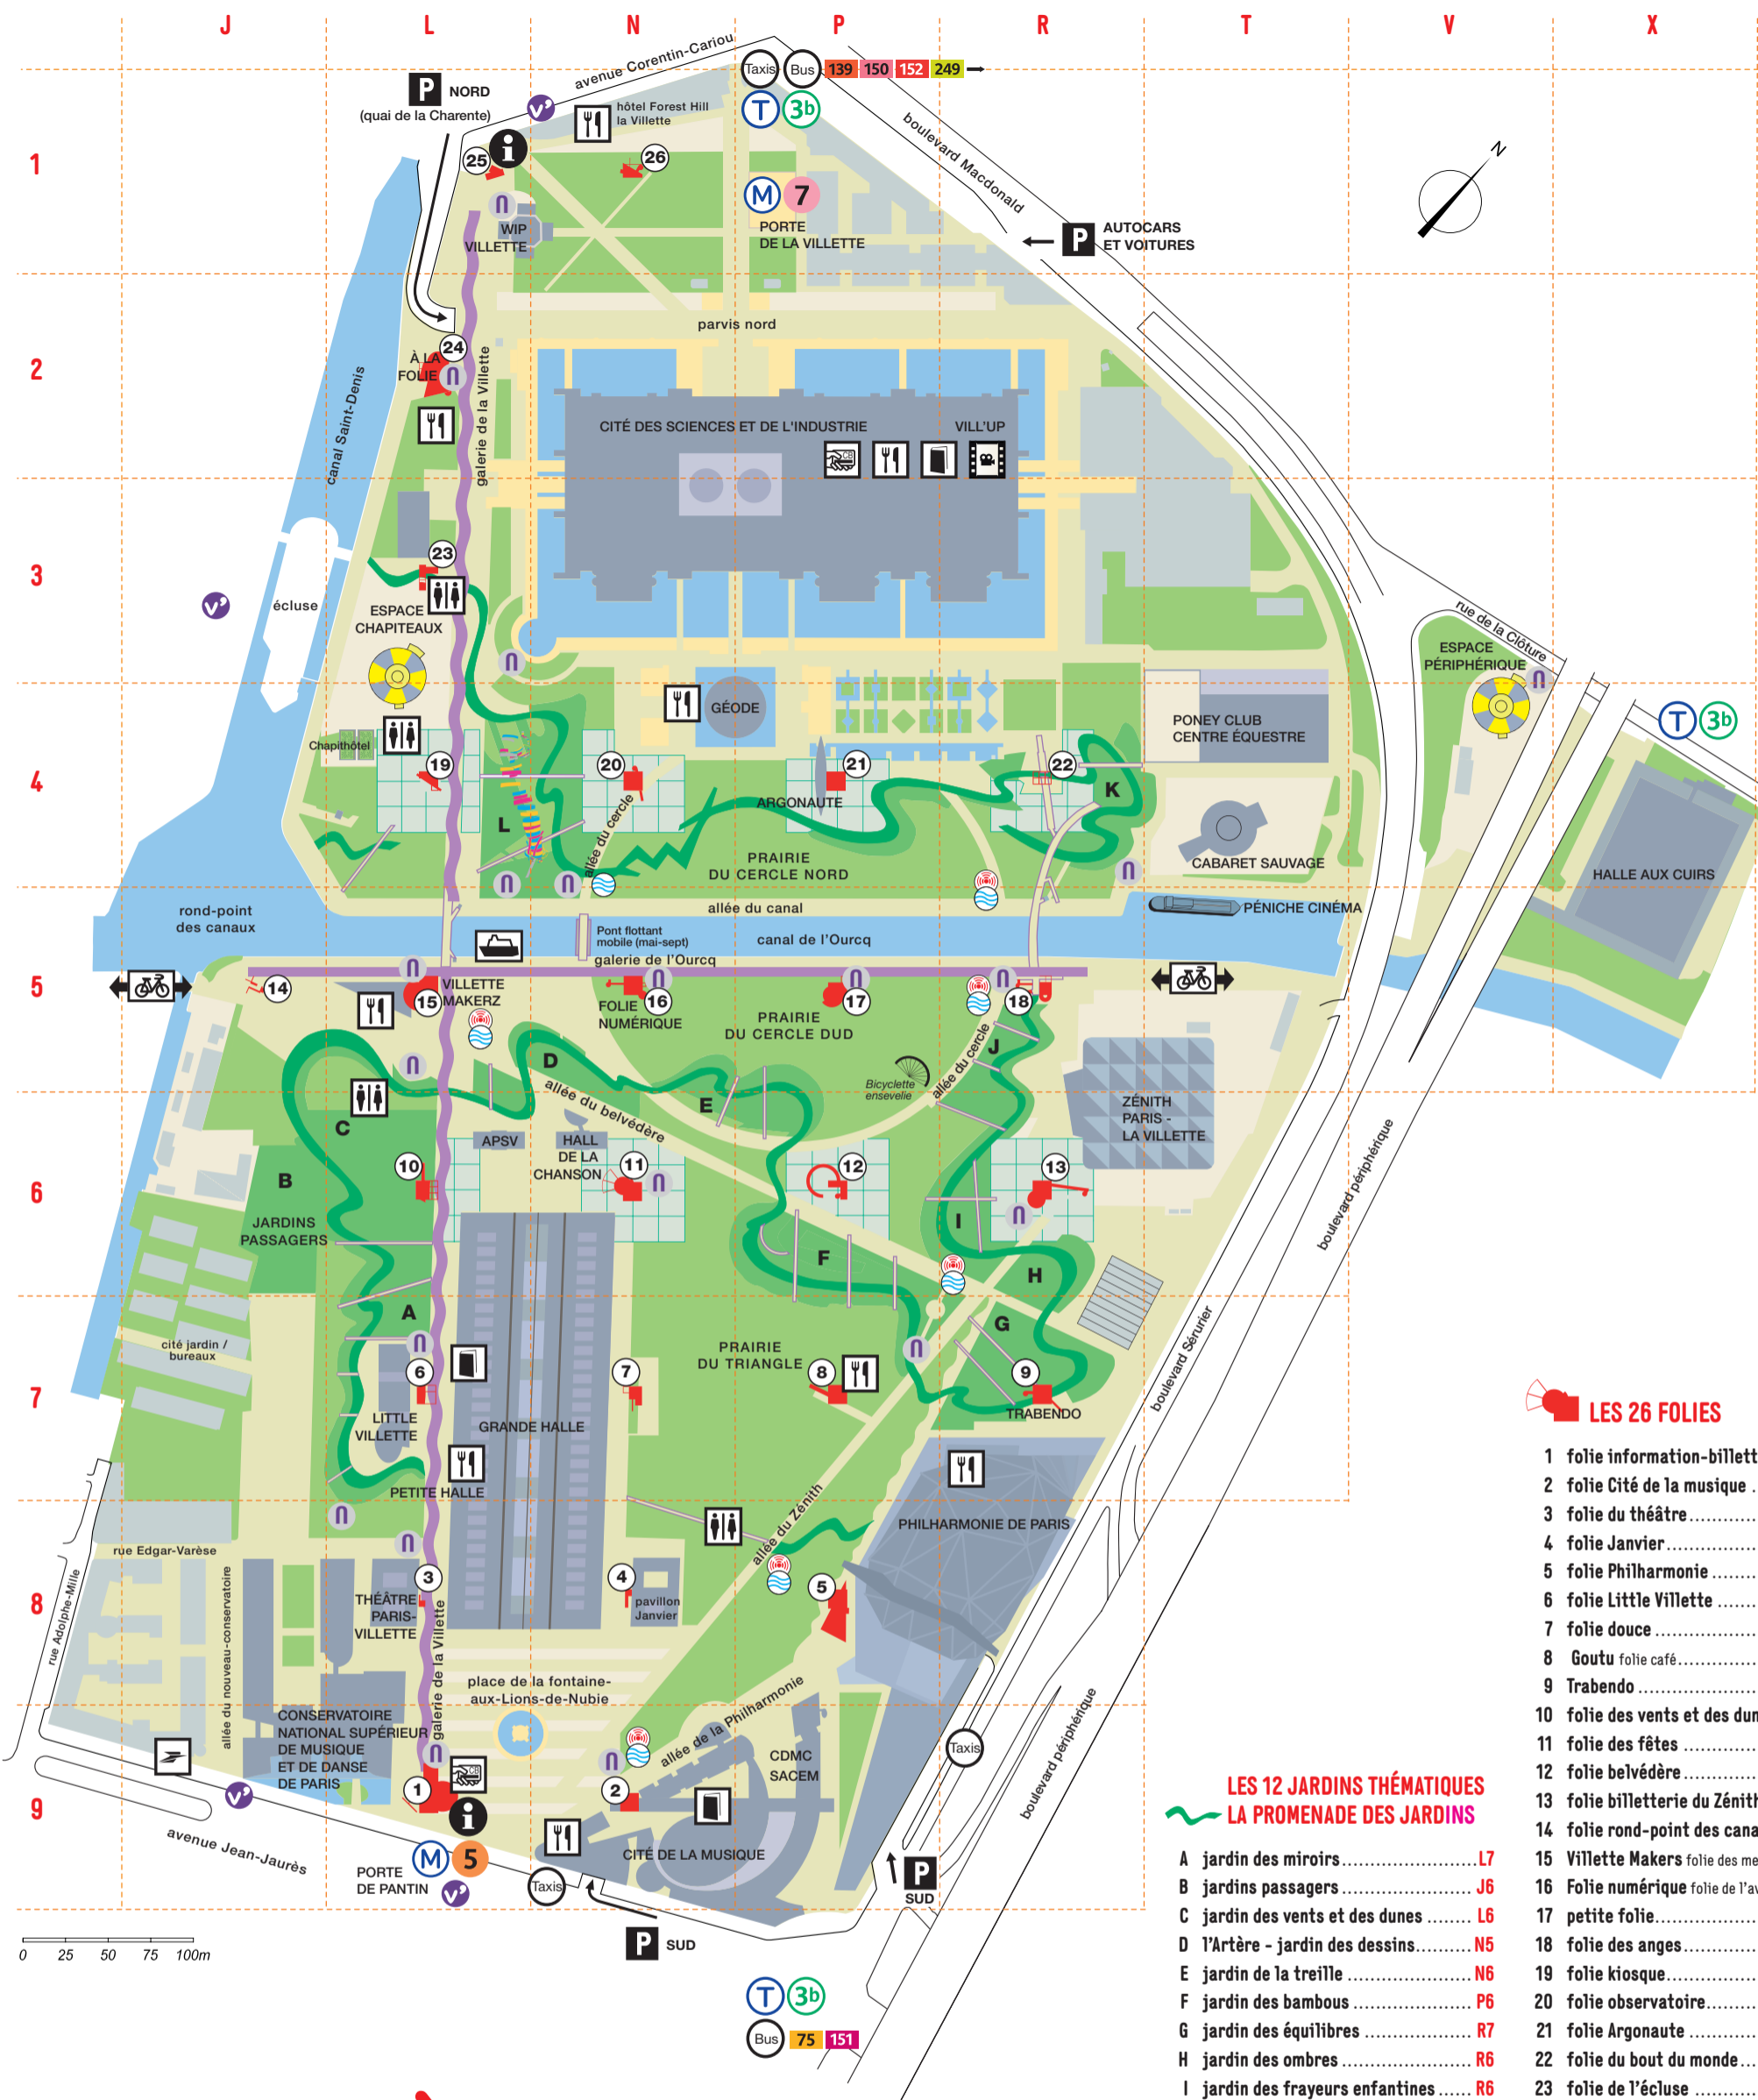 J L N P R T V X
1
2
3
4
5
6
7
8
9
avenue Corentin-Cariou
Taxis Bus 139 150 152 249
T 3b
P NORD
(quai de la Charente)
hôtel Forest Hill
la Villette
boulevard Macdonald
N
25 i
26
M 7
PORTE
DE LA VILLETTE
P AUTOCARS
ET VOITURES
WIP
VILLETTE
parvis nord
24
À LA
FOLIE
canal Saint-Denis
galerie de la Villette
CITÉ DES SCIENCES ET DE L'INDUSTRIE
VILL'UP
CB
23
écluse
ESPACE
CHAPITEAUX
rue de la Clôture
ESPACE
PÉRIPHÉRIQUE
T 3b
GÉODE
PONEY CLUB
CENTRE ÉQUESTRE
Chapithôtel
19
20
21
22
K
ARGONAUTE
L
allée du cercle
PRAIRIE
DU CERCLE NORD
CABARET SAUVAGE
HALLE AUX CUIRS
rond-point
des canaux
allée du canal
PÉNICHE CINÉMA
Pont flottant
mobile (mai-sept)
canal de l'Ourcq
galerie de l'Ourcq
14
15
VILLETTE
MAKERZ
FOLIE
NUMÉRIQUE
16
17
18
PRAIRIE
DU CERCLE DUD
J
D
allée du cercle
Bicyclette
ensevelie
allée du belvédère
E
C
APSV
HALL
DE LA
CHANSON
ZÉNITH
PARIS -
LA VILLETTE
boulevard périphérique
10
11
12
13
B
JARDINS
PASSAGERS
I
F
H
A
G
boulevard Sérurier
cité jardin /
bureaux
PRAIRIE
DU TRIANGLE
6
7
8
9
TRABENDO
LITTLE
VILLETTE
GRANDE HALLE
PETITE HALLE
PHILHARMONIE DE PARIS
allée du Zénith
rue Edgar-Varèse
rue Adolphe-Mille
allée du nouveau-conservatoire
3
THÉÂTRE
PARIS-
VILLETTE
4
pavillon
Janvier
5
galerie de la Villette
place de la fontaine-
aux-Lions-de-Nubie
allée de la Philharmonie
boulevard périphérique
CONSERVATOIRE
NATIONAL SUPÉRIEUR
DE MUSIQUE
ET DE DANSE
DE PARIS
CDMC
SACEM
Taxis
1
CB
i
2
CITÉ DE LA MUSIQUE
avenue Jean-Jaurès
M 5
PORTE
DE PANTIN
Taxis
P
SUD
P SUD
0 25 50 75 100m
T 3b
Bus 75 151
LES 12 JARDINS THÉMATIQUES
LA PROMENADE DES JARDINS
A jardin des miroirs........................L7
B jardins passagers.......................J6
C jardin des vents et des dunes........L6
D l'Artère - jardin des dessins..........N5
E jardin de la treille......................N6
F jardin des bambous.....................P6
G jardin des équilibres...................R7
H jardin des ombres.......................R6
I jardin des frayeurs enfantines......R6
LES 26 FOLIES
1 folie information-billett
2 folie Cité de la musique
3 folie du théâtre
4 folie Janvier
5 folie Philharmonie
6 folie Little Villette
7 folie douce
8 Goutu folie café
9 Trabendo
10 folie des vents et des dun
11 folie des fêtes
12 folie belvédère
13 folie billetterie du Zénith
14 folie rond-point des cana
15 Villette Makers folie des me
16 Folie numérique folie de l'av
17 petite folie
18 folie des anges
19 folie kiosque
20 folie observatoire
21 folie Argonaute
22 folie du bout du monde
23 folie de l'écluse